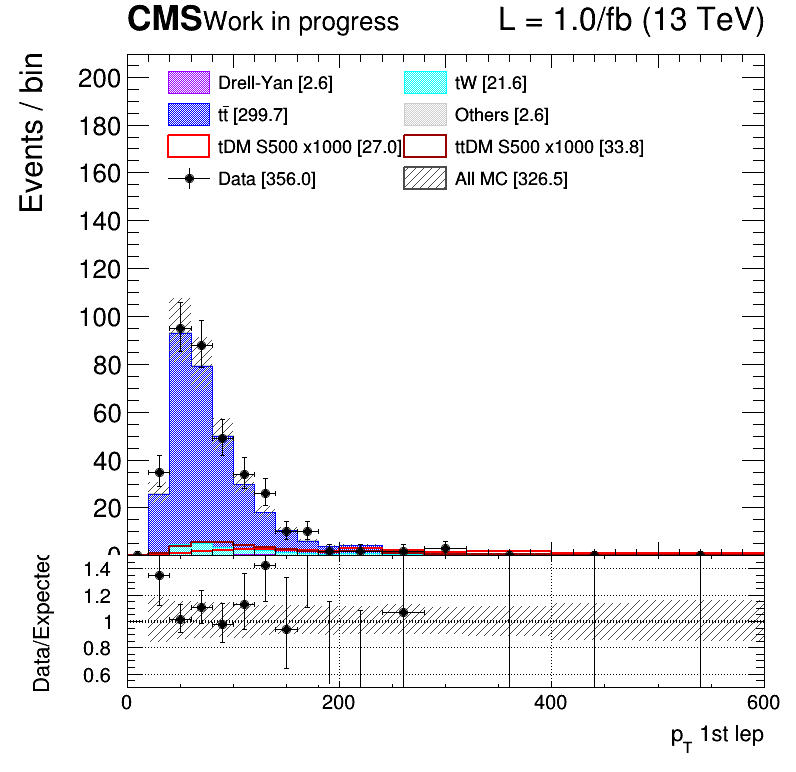 CMS Work in progress L = 1.0/fb (13 TeV)
Events / bin
200
180
160
140
120
100
80
60
40
20
0
Drell-Yan [2.6] tW [21.6]
tt̄ [299.7] Others [2.6]
tDM S500 x1000 [27.0] ttDM S500 x1000 [33.8]
Data [356.0] All MC [326.5]
Data/Expected
1.4
1.2
1
0.8
0.6
0 200 400 600
pT 1st lep